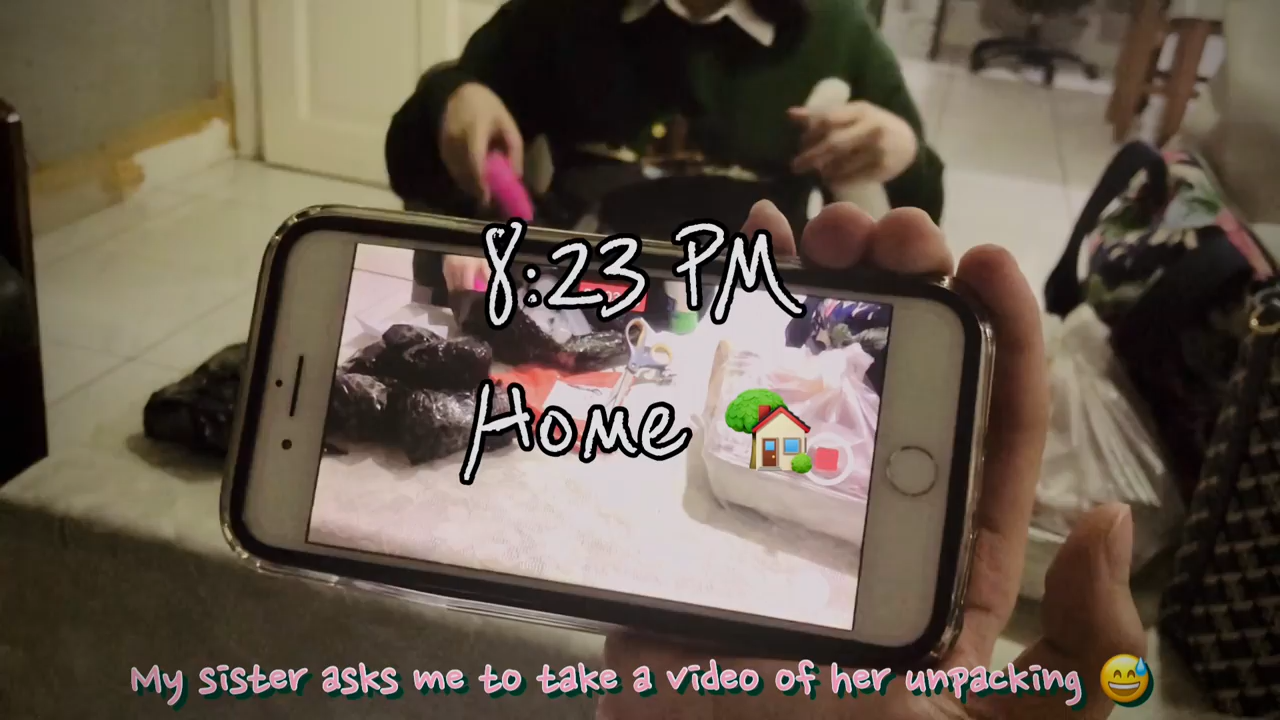 8:23 PM
Home 🏡
My sister asks me to take a video of her unpacking 😅